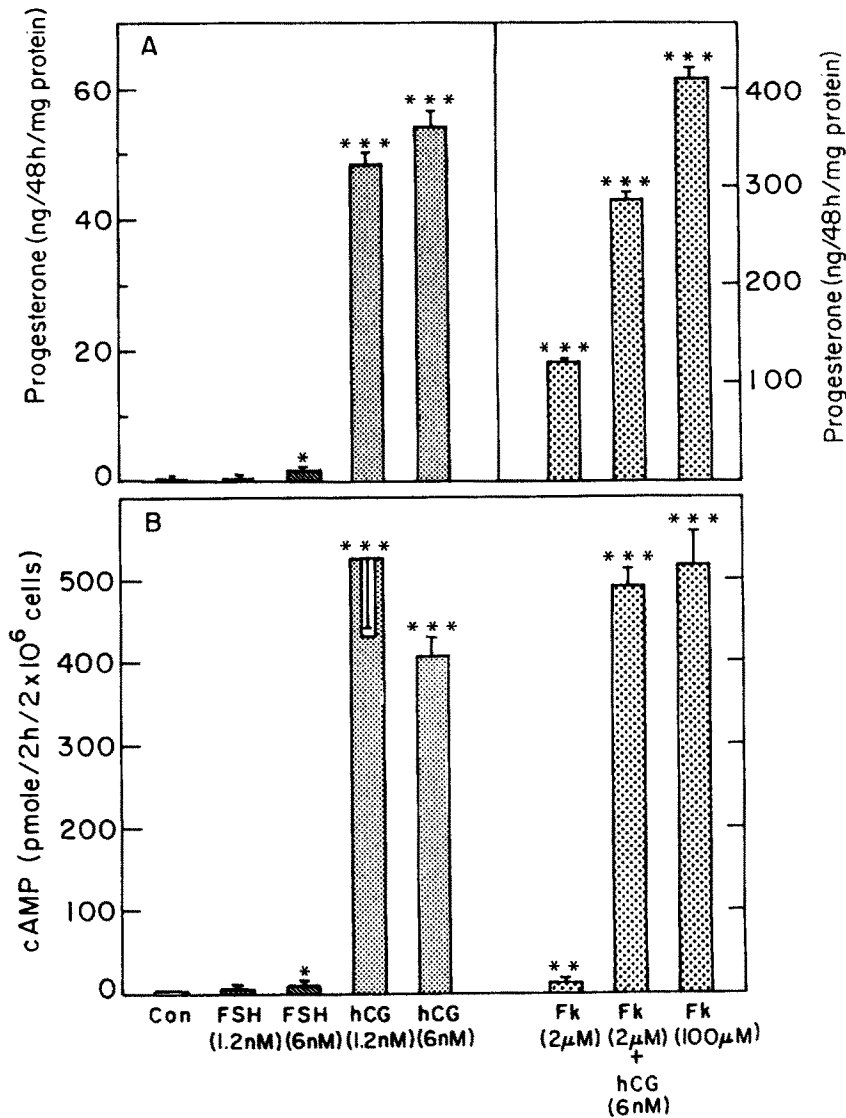 A
Progesterone (ng/48h/mg protein)
60
40
20
0
* 
* * *
* * *
* * *
* * *
* * *
400
300
200
100
Progesterone (ng/48h/mg protein)
B
cAMP (pmole/2h/2x10⁶ cells)
500
400
300
200
100
0
*
* * *
* * *
* *
* * *
* * *
Con FSH FSH hCG hCG Fk Fk Fk
(1.2nM) (6nM) (1.2nM) (6nM) (2μM) (2μM) (100μM)
+
hCG
(6nM)